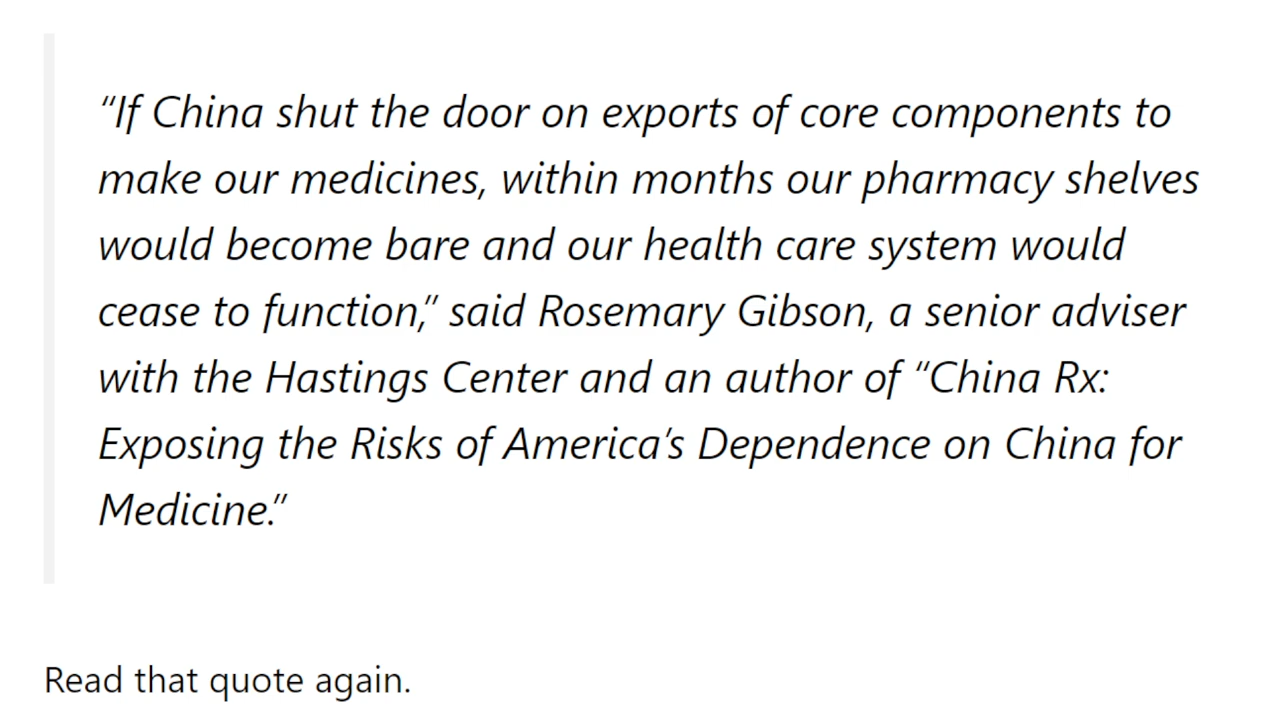 “If China shut the door on exports of core components to
make our medicines, within months our pharmacy shelves
would become bare and our health care system would
cease to function,” said Rosemary Gibson, a senior adviser
with the Hastings Center and an author of “China Rx:
Exposing the Risks of America’s Dependence on China for
Medicine.”
Read that quote again.